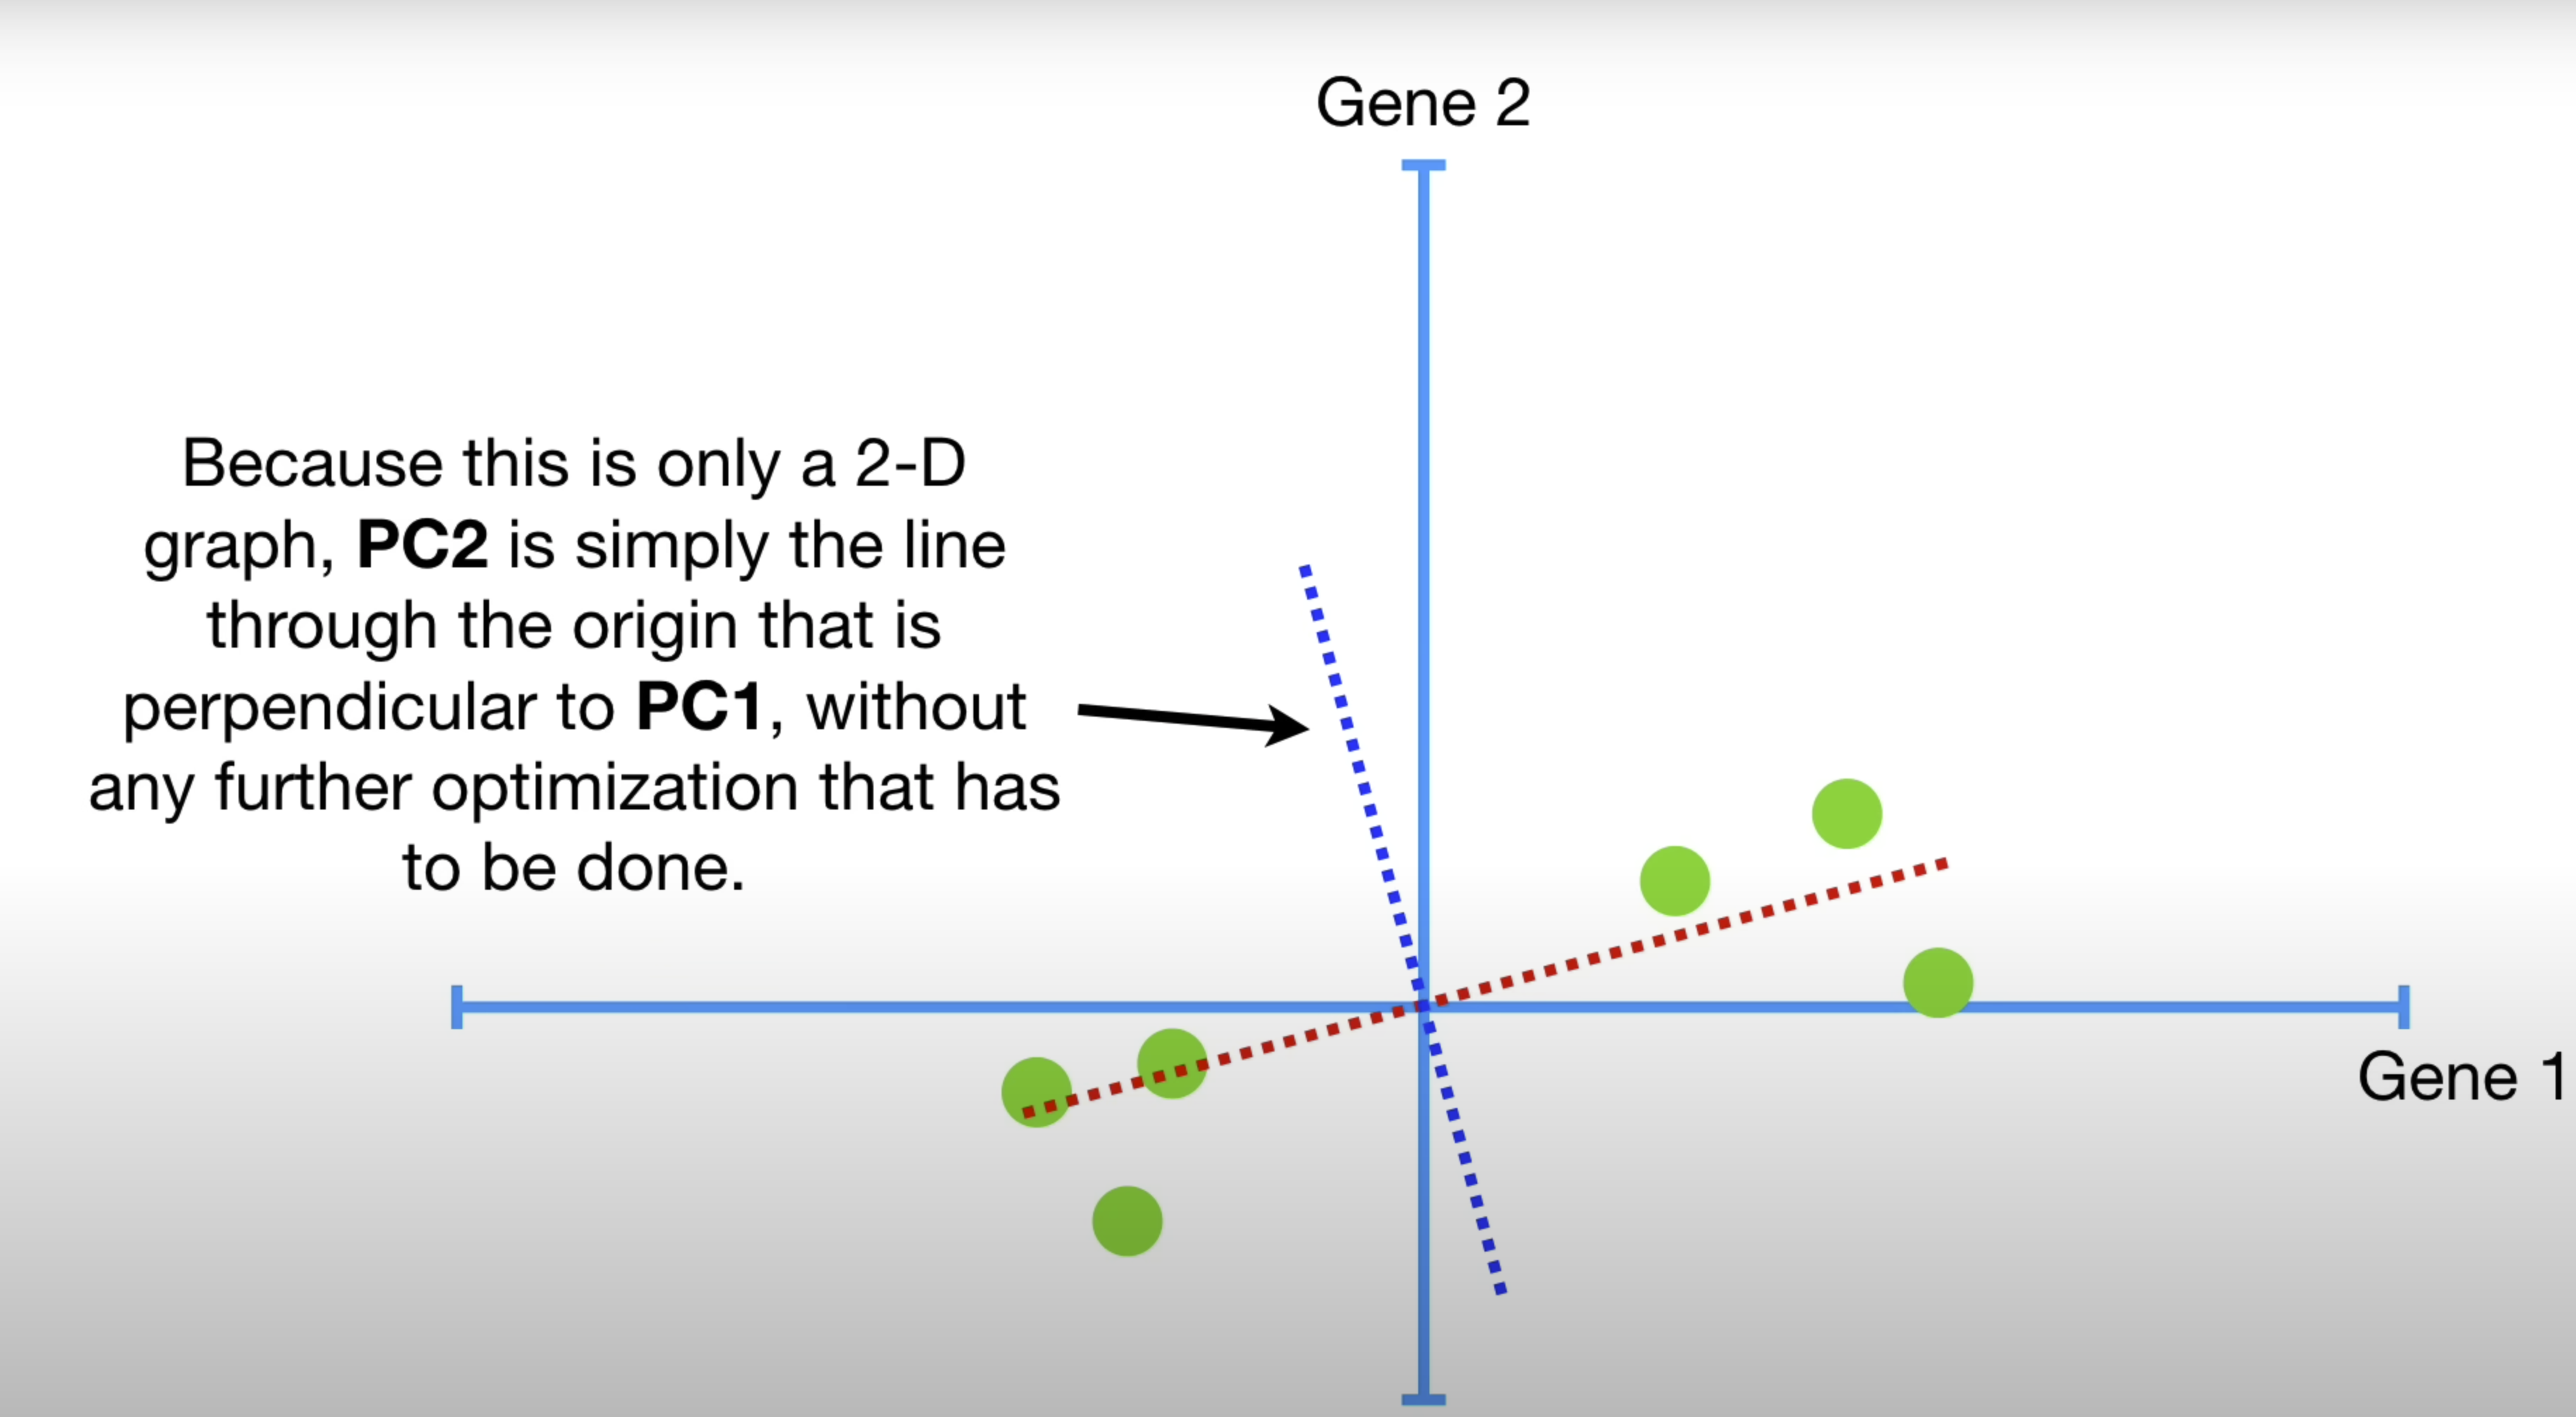 Gene 2
Because this is only a 2-D
graph, PC2 is simply the line
through the origin that is
perpendicular to PC1, without
any further optimization that has
to be done.
Gene 1